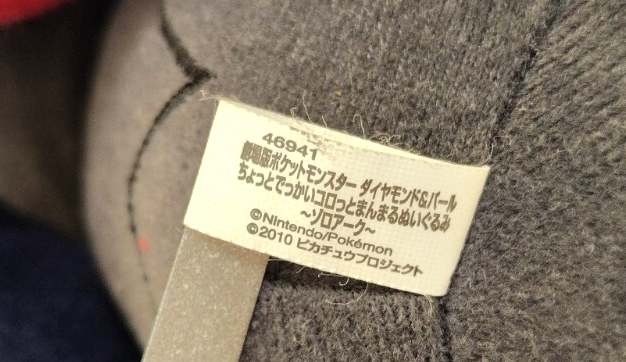 46941
劇場版ポケットモンスター ダイヤモンド&パール
ちょっとでっかいコロっとまんまるぬいぐるみ
～ゾロアーク～
©Nintendo/Pokémon
©2010 ピカチュウプロジェクト